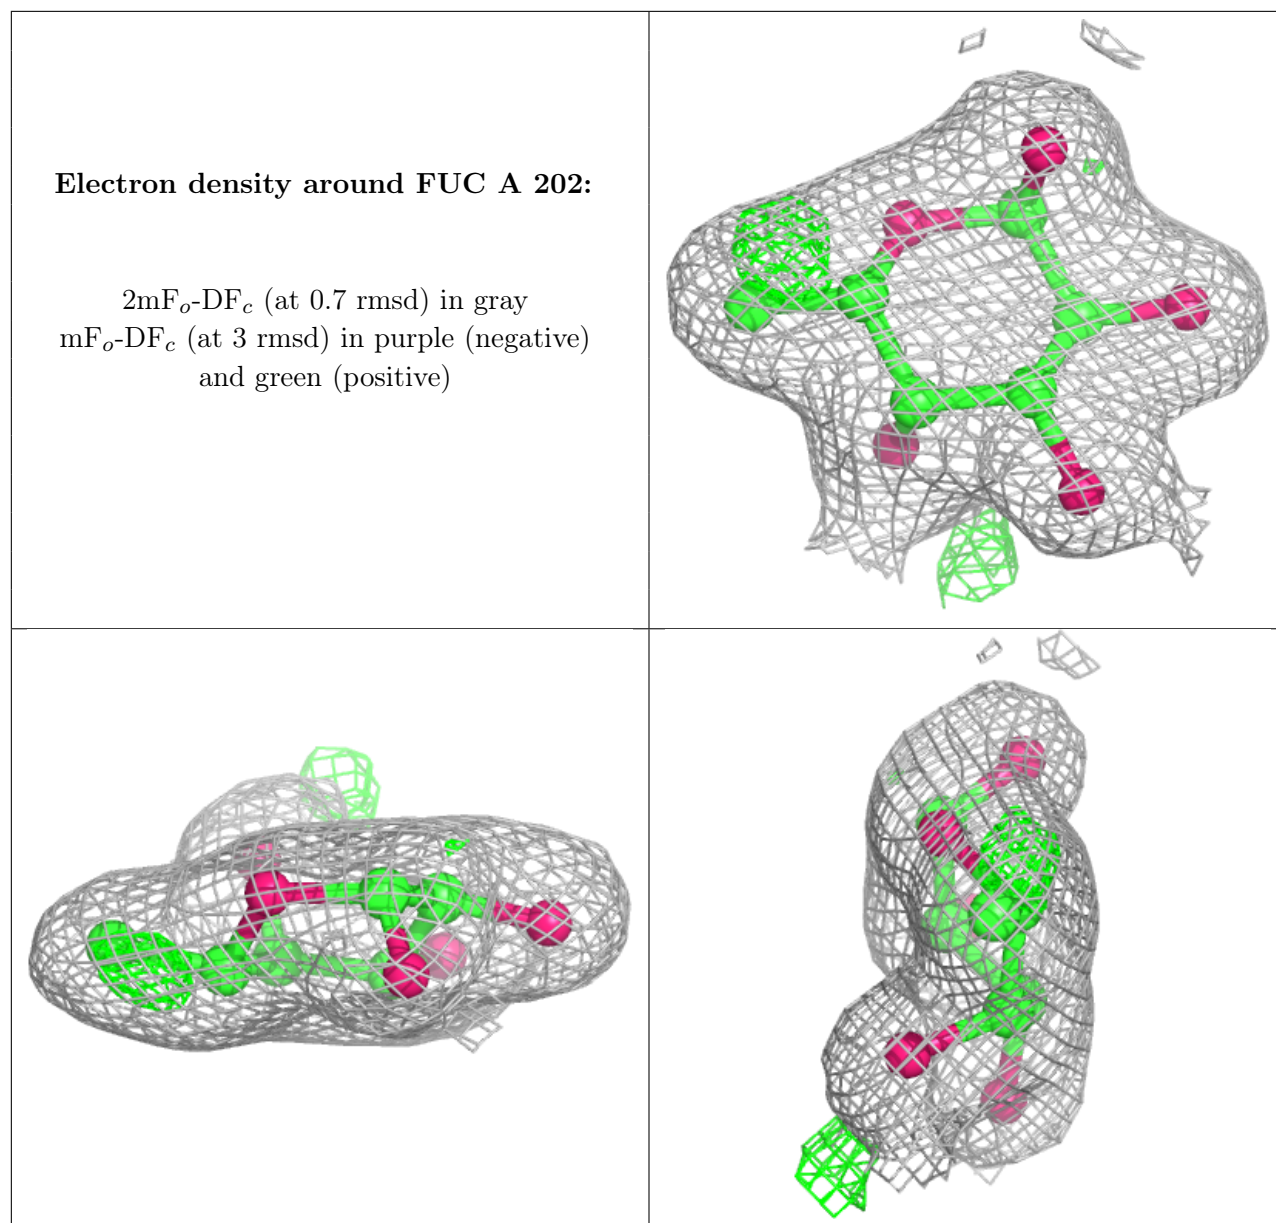 Electron density around FUC A 202:
2mFo-DFc (at 0.7 rmsd) in gray
mFo-DFc (at 3 rmsd) in purple (negative)
and green (positive)